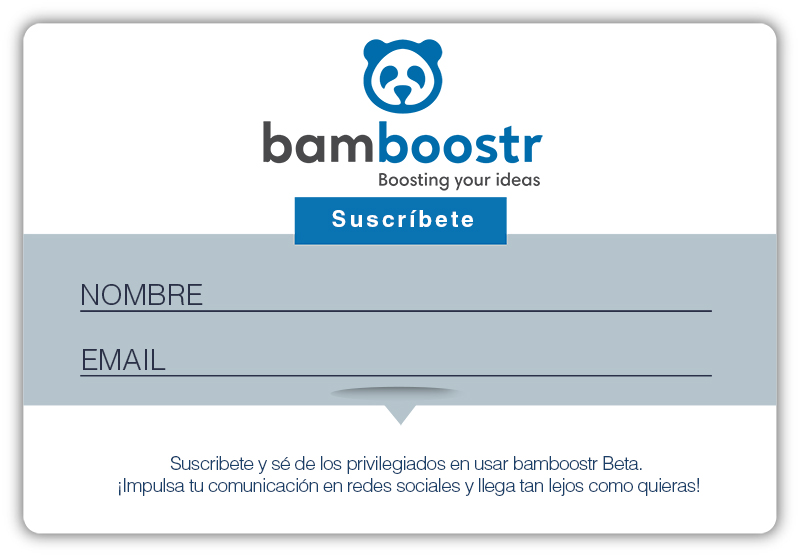 bamboostr
Boosting your ideas
Suscríbete
NOMBRE
EMAIL
Suscribete y sé de los privilegiados en usar bamboostr Beta.
¡Impulsa tu comunicación en redes sociales y llega tan lejos como quieras!